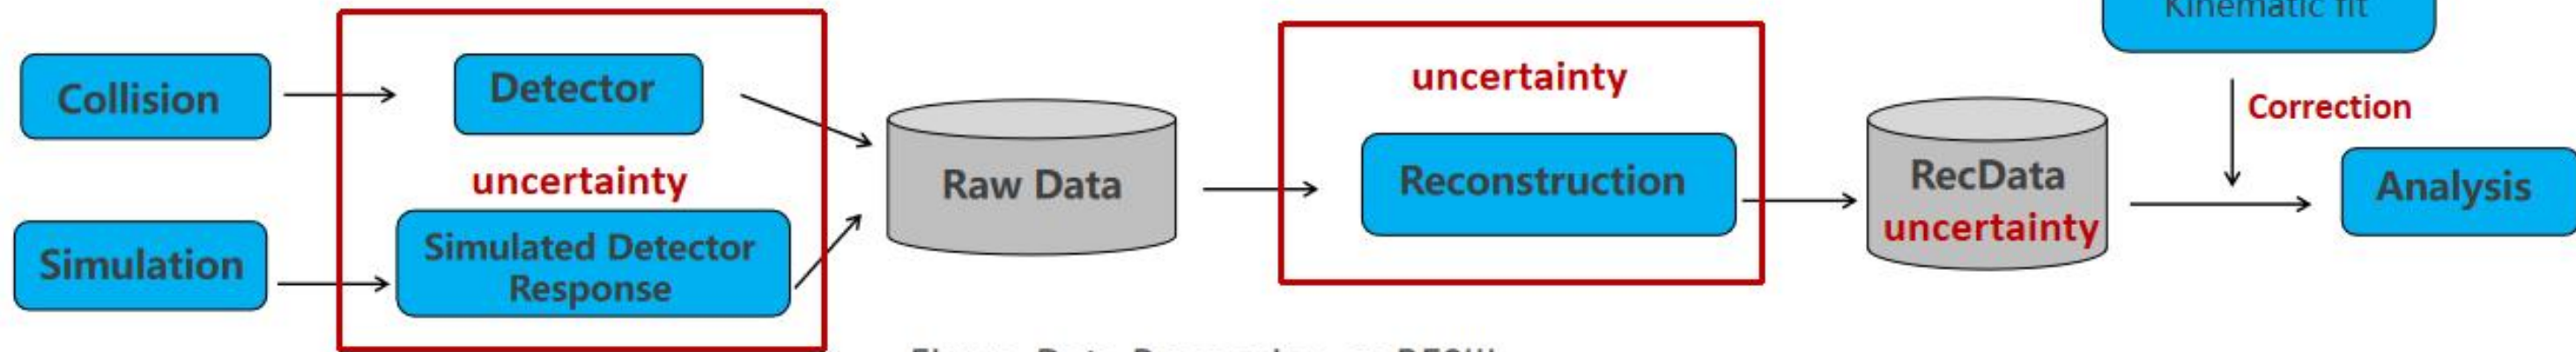 Kinematic fit
Collision
Detector
uncertainty
Simulation
Simulated Detector
Response
Raw Data
uncertainty
Reconstruction
RecData
uncertainty
Correction
Analysis